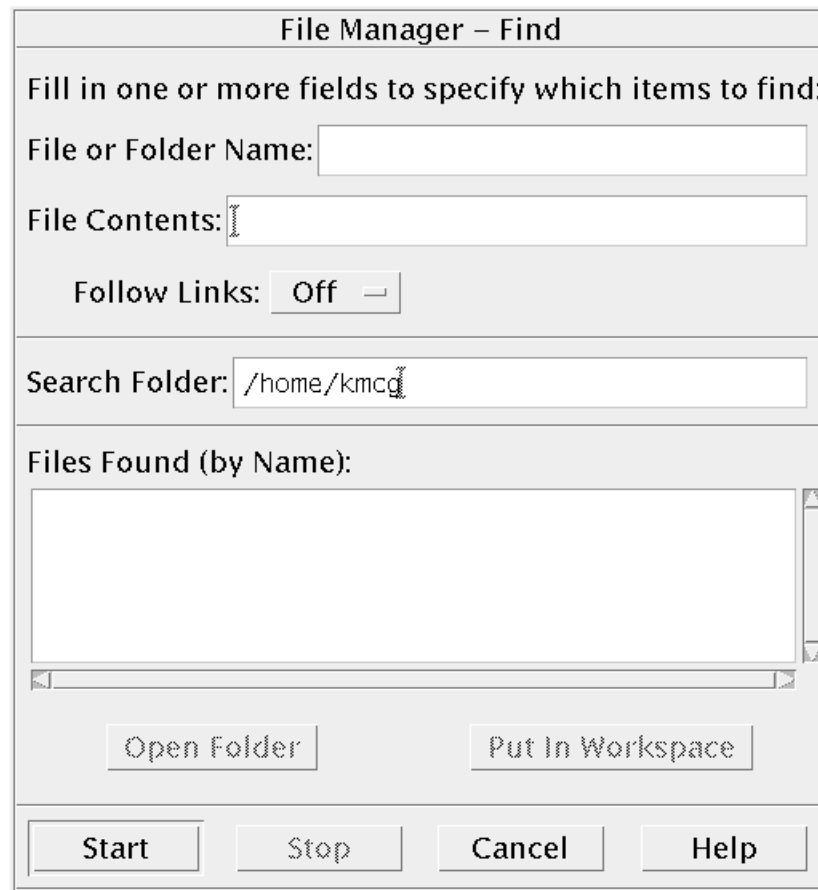 File Manager – Find
Fill in one or more fields to specify which items to find:
File or Folder Name:
File Contents:
Follow Links: Off
Search Folder: /home/kmcg
Files Found (by Name):
Open Folder Put In Workspace
Start Stop Cancel Help